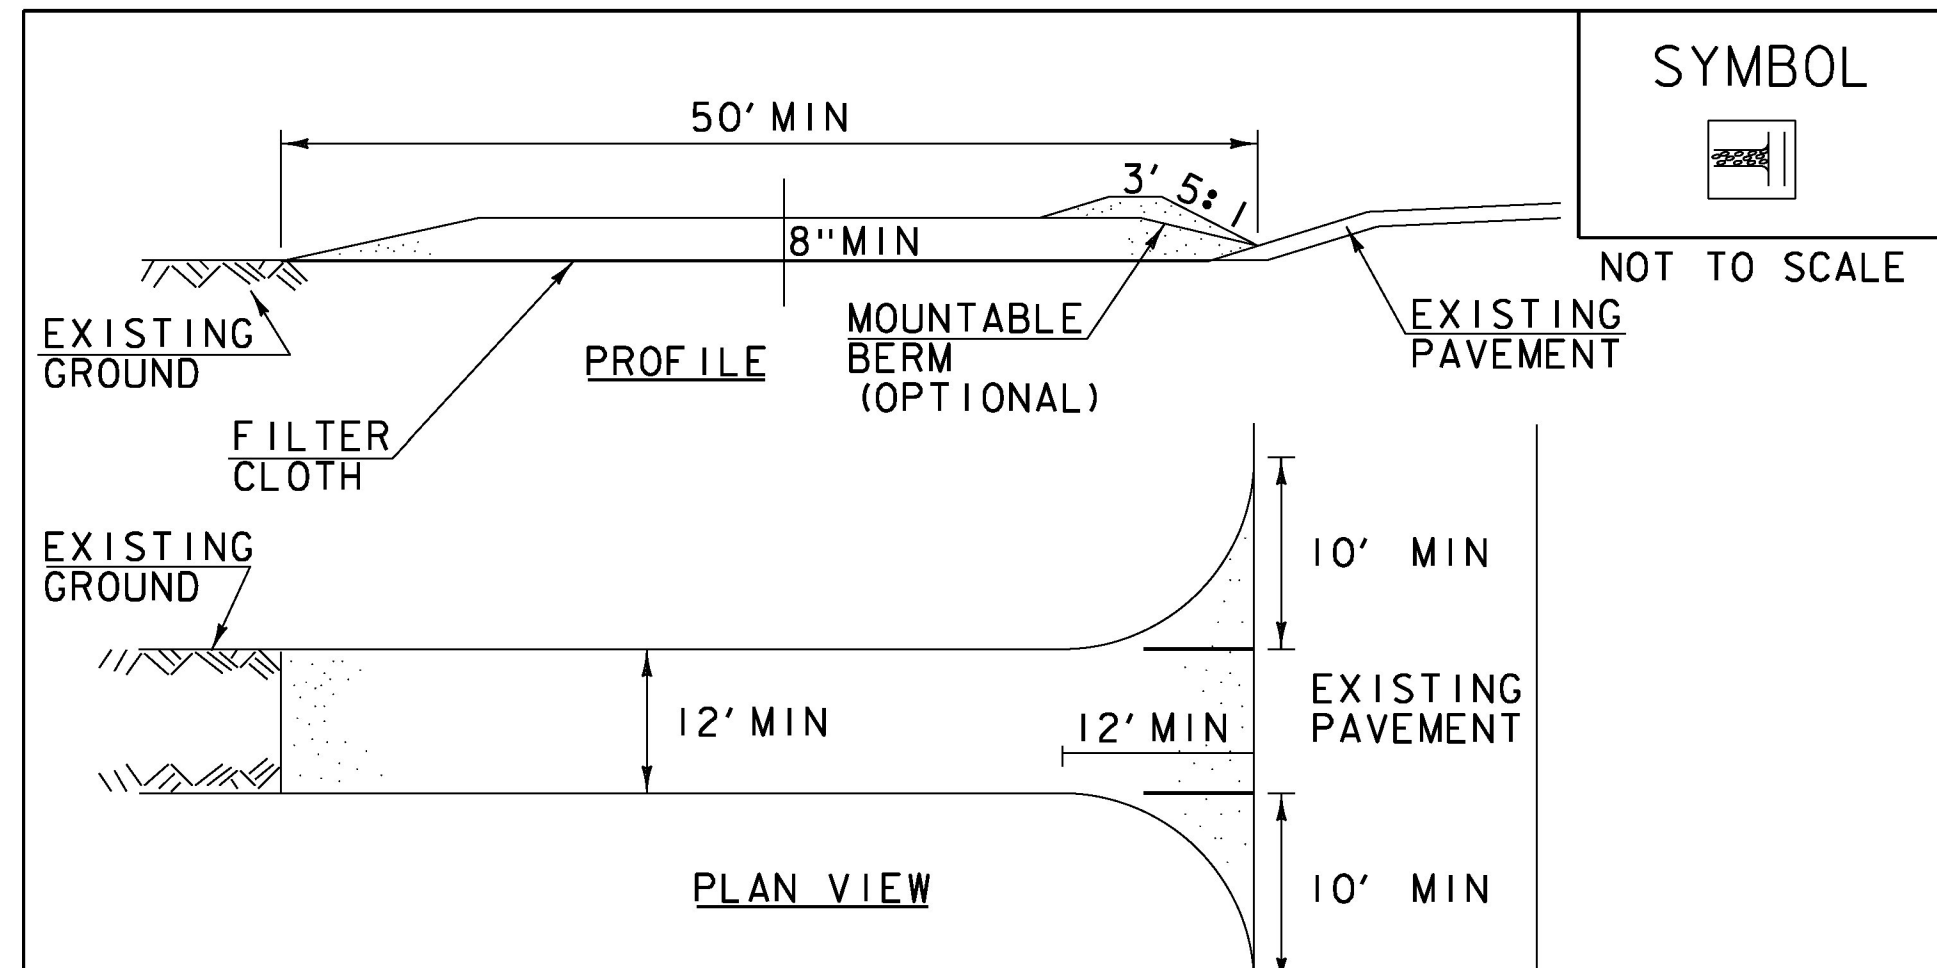 SYMBOL
50' MIN
3' 5:1
8" MIN
NOT TO SCALE
EXISTING
GROUND
PROFILE
MOUNTABLE
BERM
(OPTIONAL)
EXISTING
PAVEMENT
FILTER
CLOTH
EXISTING
GROUND
10' MIN
12' MIN
12' MIN
EXISTING
PAVEMENT
PLAN VIEW
10' MIN